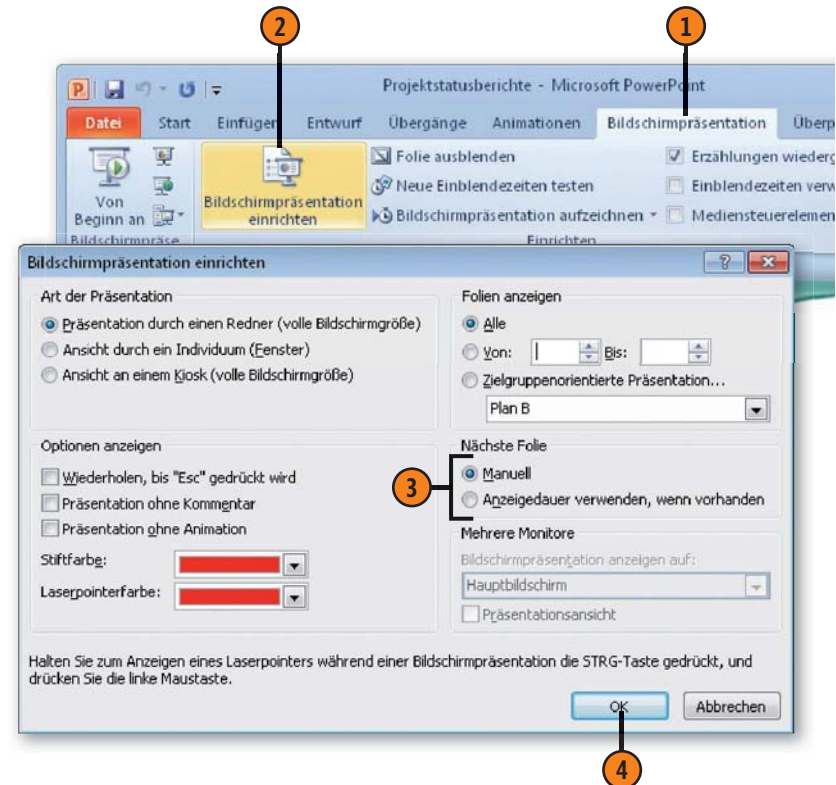 2 1
Projektstatusberichte - Microsoft PowerPoint
Datei Start Einfügen Entwurf Übergänge Animationen Bildschirmpräsentation Überp
Von Beginn an
Bildschirmpräsentation einrichten
Folie ausblenden
Neue Einblendezeiten testen
Bildschirmpräsentation aufzeichnen
Erzählungen wiederg
Einblendezeiten verw
Mediensteuerelemen
Bildschirmpräse... Einrichten
Bildschirmpräsentation einrichten
Art der Präsentation
Präsentation durch einen Redner (volle Bildschirmgröße)
Ansicht durch ein Individuum (Fenster)
Ansicht an einem Kiosk (volle Bildschirmgröße)
Folien anzeigen
Alle
Von: Bis:
Zielgruppenorientierte Präsentation...
Plan B
Optionen anzeigen
Wiederholen, bis "Esc" gedrückt wird
Präsentation ohne Kommentar
Präsentation ohne Animation
Stiftfarbe:
Laserpointerfarbe:
Nächste Folie
3
Manuell
Anzeigedauer verwenden, wenn vorhanden
Mehrere Monitore
Bildschirmpräsentation anzeigen auf:
Hauptbildschirm
Präsentationsansicht
Halten Sie zum Anzeigen eines Laserpointers während einer Bildschirmpräsentation die STRG-Taste gedrückt, und
drücken Sie die linke Maustaste.
OK Abbrechen
4